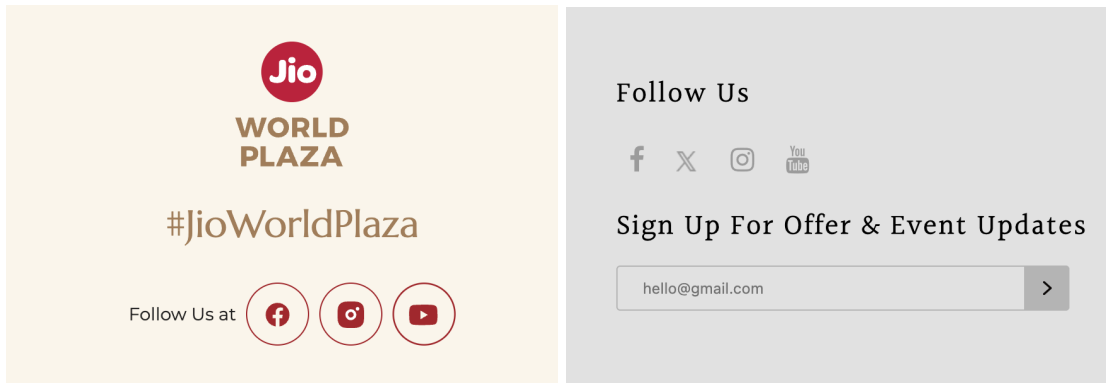 Jio
WORLD
PLAZA
#JioWorldPlaza
Follow Us at
Follow Us
You
Tube
Sign Up For Offer & Event Updates
hello@gmail.com